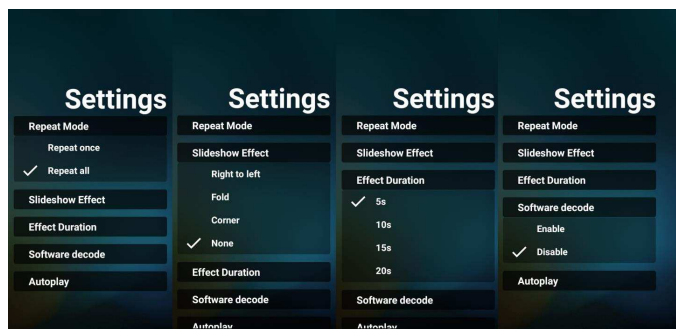 Settings
Repeat Mode
Repeat once
Repeat all
Slideshow Effect
Effect Duration
Software decode
Autoplay
Settings
Repeat Mode
Slideshow Effect
Right to left
Fold
Corner
None
Effect Duration
Software decode
Autoplay
Settings
Repeat Mode
Slideshow Effect
Effect Duration
5s
10s
15s
20s
Software decode
Autoplay
Settings
Repeat Mode
Slideshow Effect
Effect Duration
Software decode
Enable
Disable
Autoplay